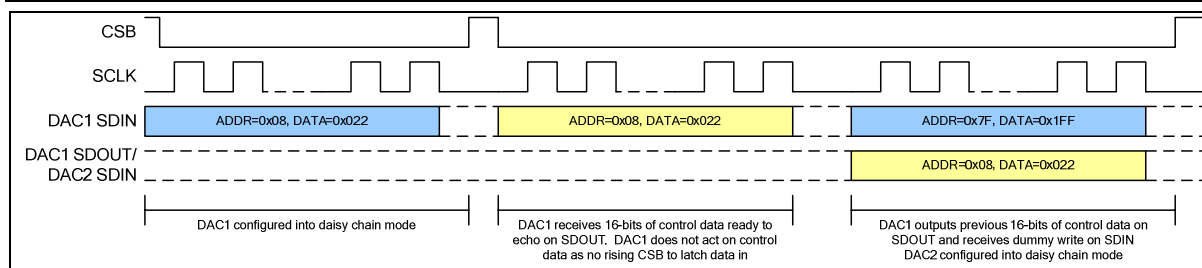 CSB
SCLK
DAC1 SDIN
ADDR=0x08, DATA=0x022
ADDR=0x08, DATA=0x022
ADDR=0x7F, DATA=0x1FF
DAC1 SDOUT/
DAC2 SDIN
ADDR=0x08, DATA=0x022
DAC1 configured into daisy chain mode
DAC1 receives 16-bits of control data ready to
echo on SDOUT. DAC1 does not act on control
data as no rising CSB to latch data in
DAC1 outputs previous 16-bits of control data on
SDOUT and receives dummy write on SDIN
DAC2 configured into daisy chain mode